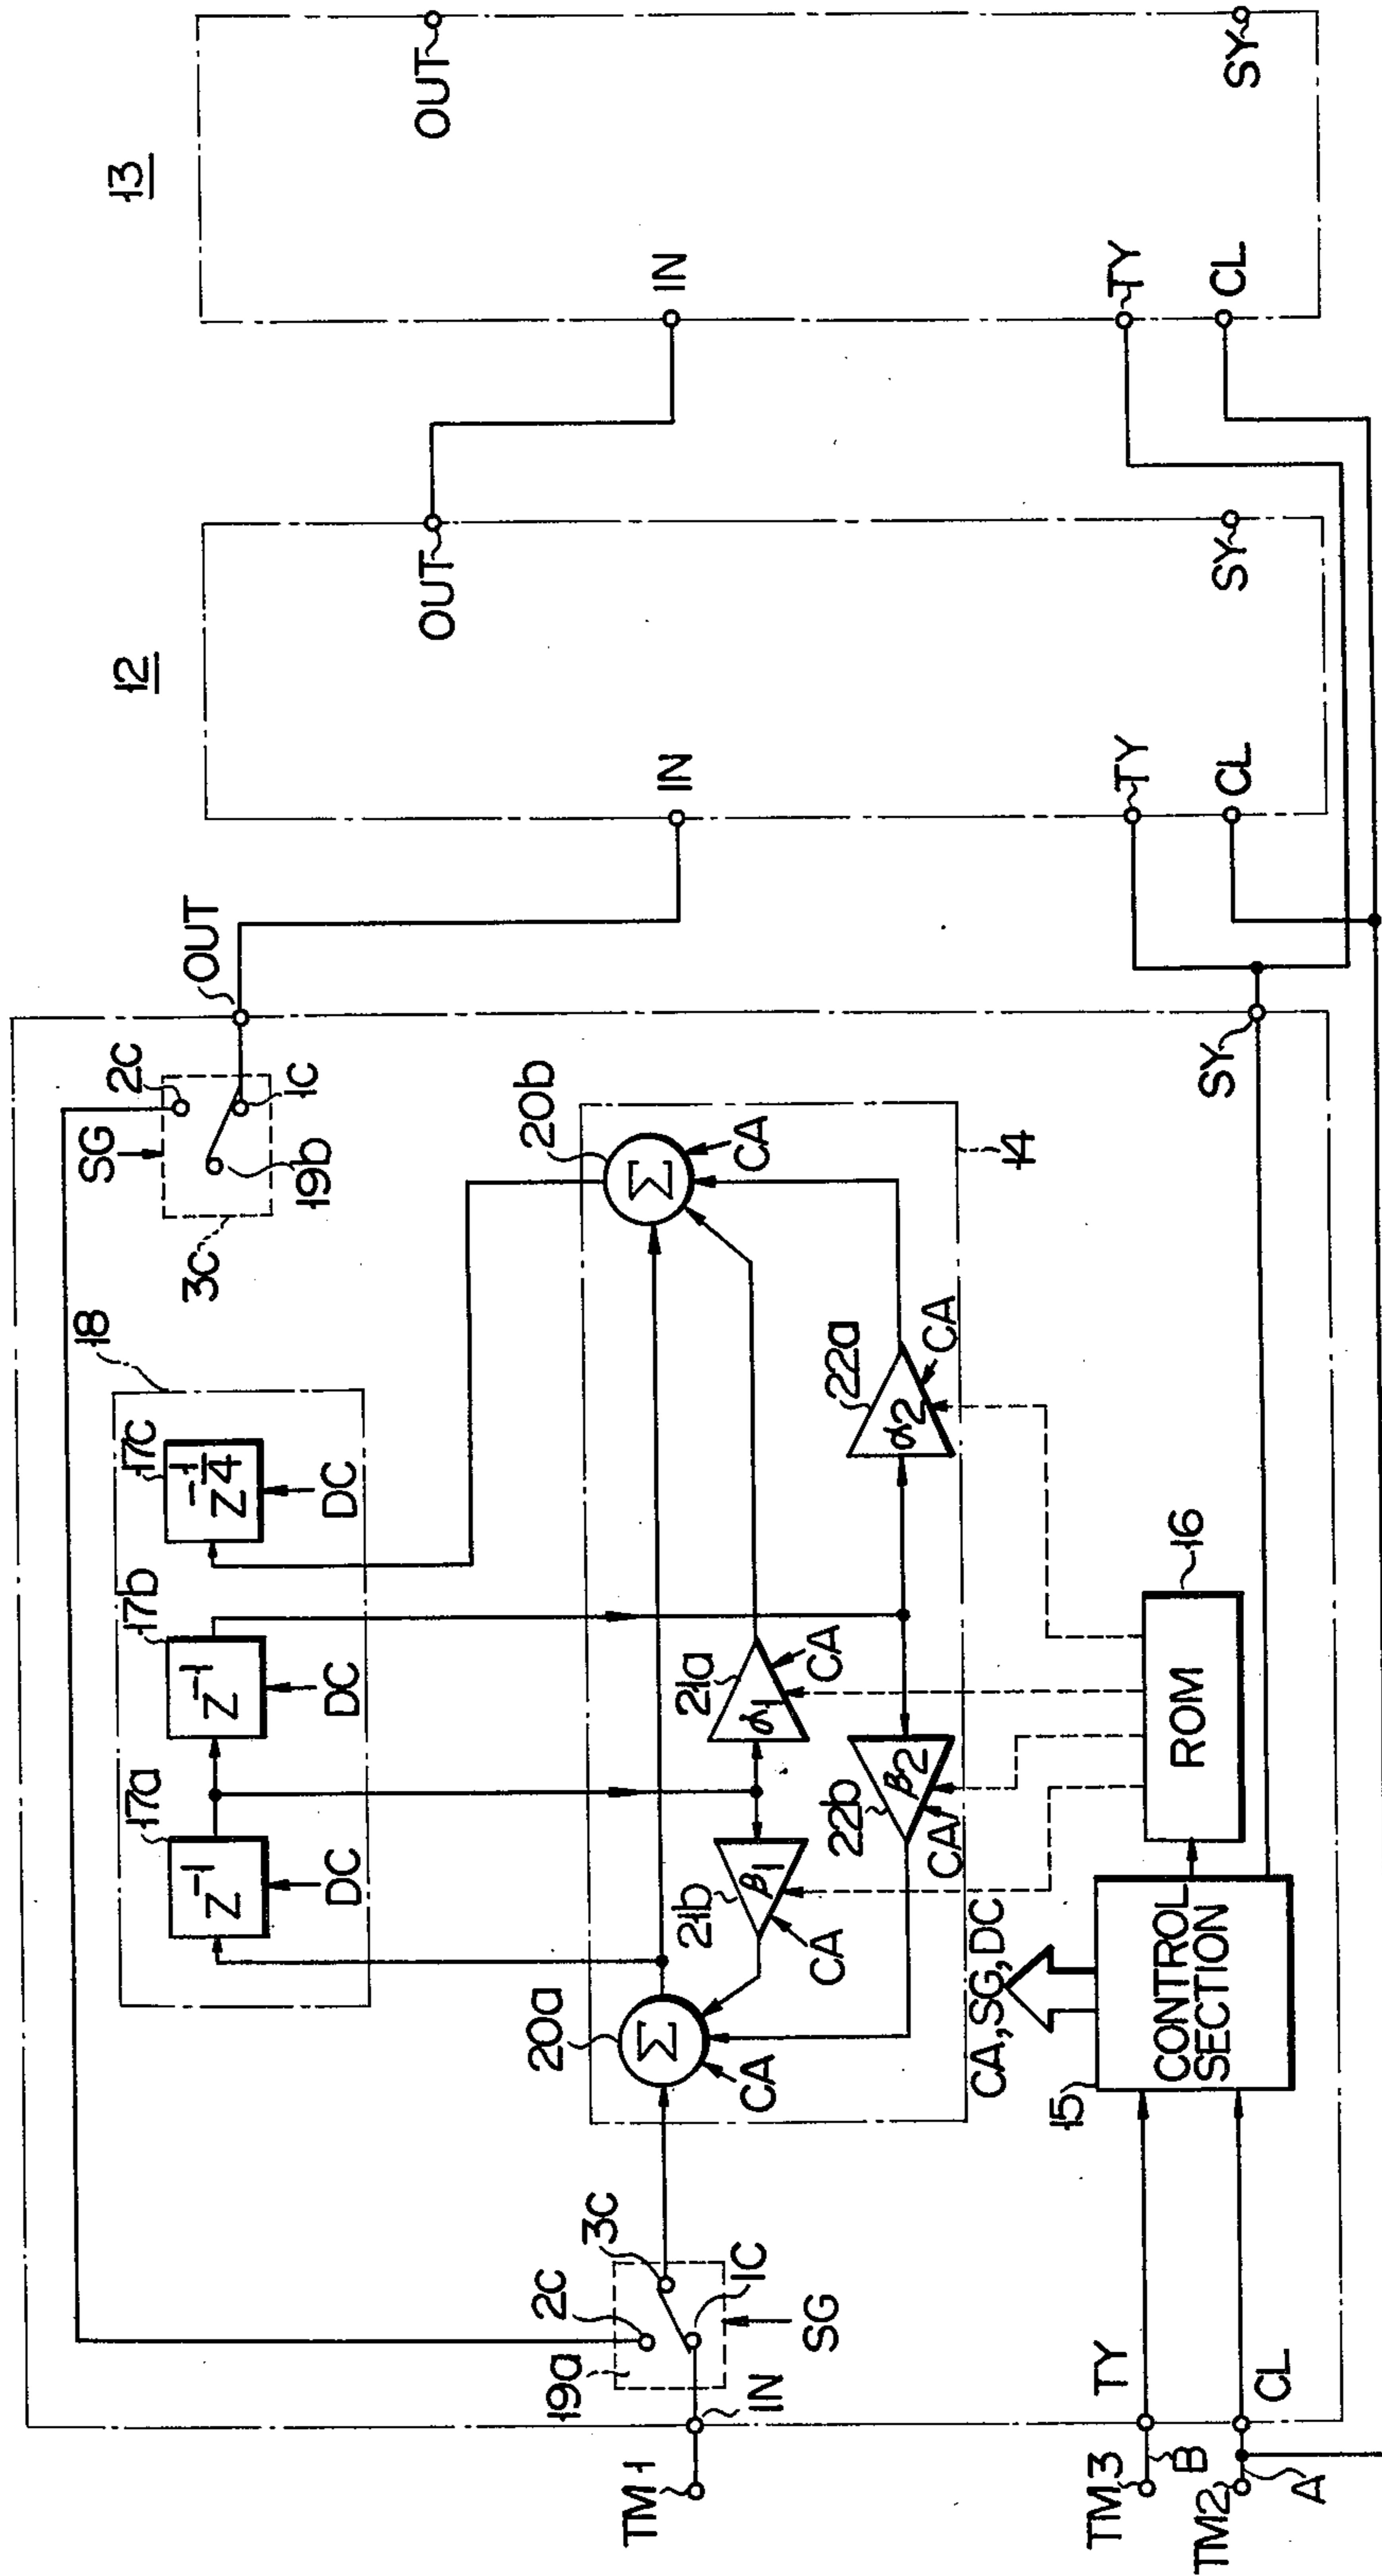 13
OUT
SY
IN
TY
CL
12
OUT
SY
IN
TY
CL
OUT
SY
SG
2C
1C
19b
3C
18
17c
z^-1/4
DC
17b
z^-1
DC
17a
z^-1
DC
20b
Σ
CA
14
22a
α2
CA
21a
α1
CA
21b
β1
CA
22b
β2
CA
20a
Σ
CA
16
ROM
CA, SG, DC
15
CONTROL
SECTION
3C
2C
1C
19a
SG
IN
TM1
TY
CL
TM3
B
TM2
A